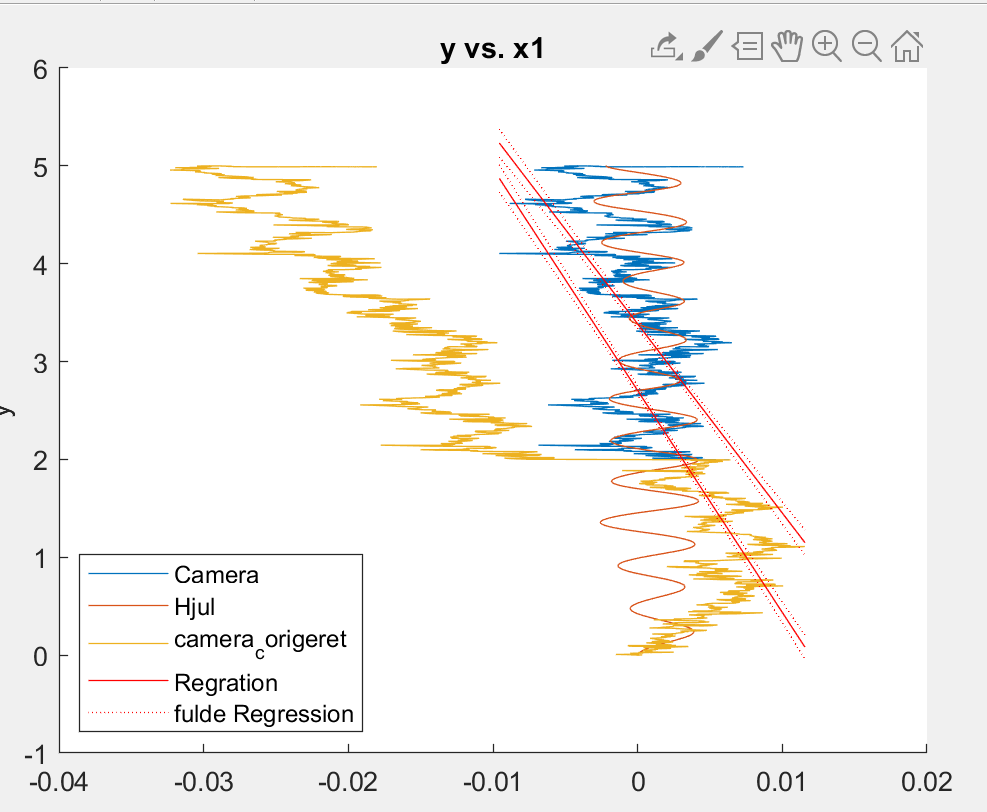 y vs. x1
6
5
4
3
2
1
0
-1
y
-0.04
-0.03
-0.02
-0.01
0
0.01
0.02
Camera
Hjul
camera_corigeret
Regration
fulde Regression